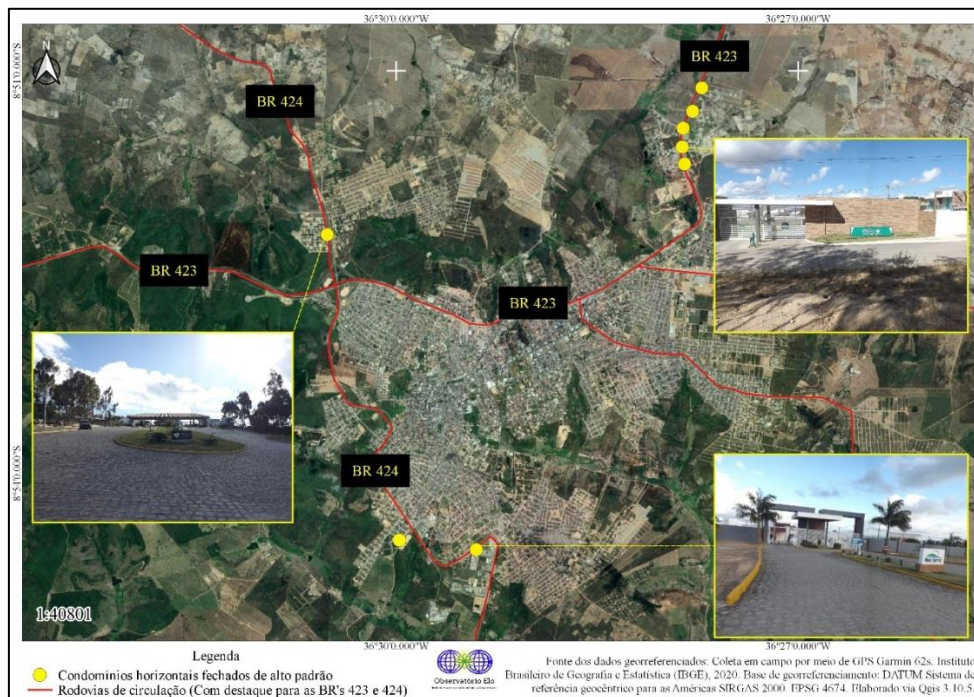 36°30'0.000"W
36°27'0.000"W
8°51'0.000"S
N
BR 423
BR 424
BR 423
BR 423
BR 424
8°54'0.000"S
1:40801
36°30'0.000"W
36°27'0.000"W
Legenda
Condomínios horizontais fechados de alto padrão
Rodovias de circulação (Com destaque para as BR's 423 e 424)
Observatório Elo
Fonte dos dados georreferenciados: Coleta em campo por meio de GPS Garmin 62s. Institut
Brasileiro de Geografia e Estatística (IBGE), 2020. Base de georreferenciamento: DATUM Sistema d
referência geocêntrico para as Américas SIRGAS 2000. EPSG 4674. Elaborado via Qgis 3.10.6